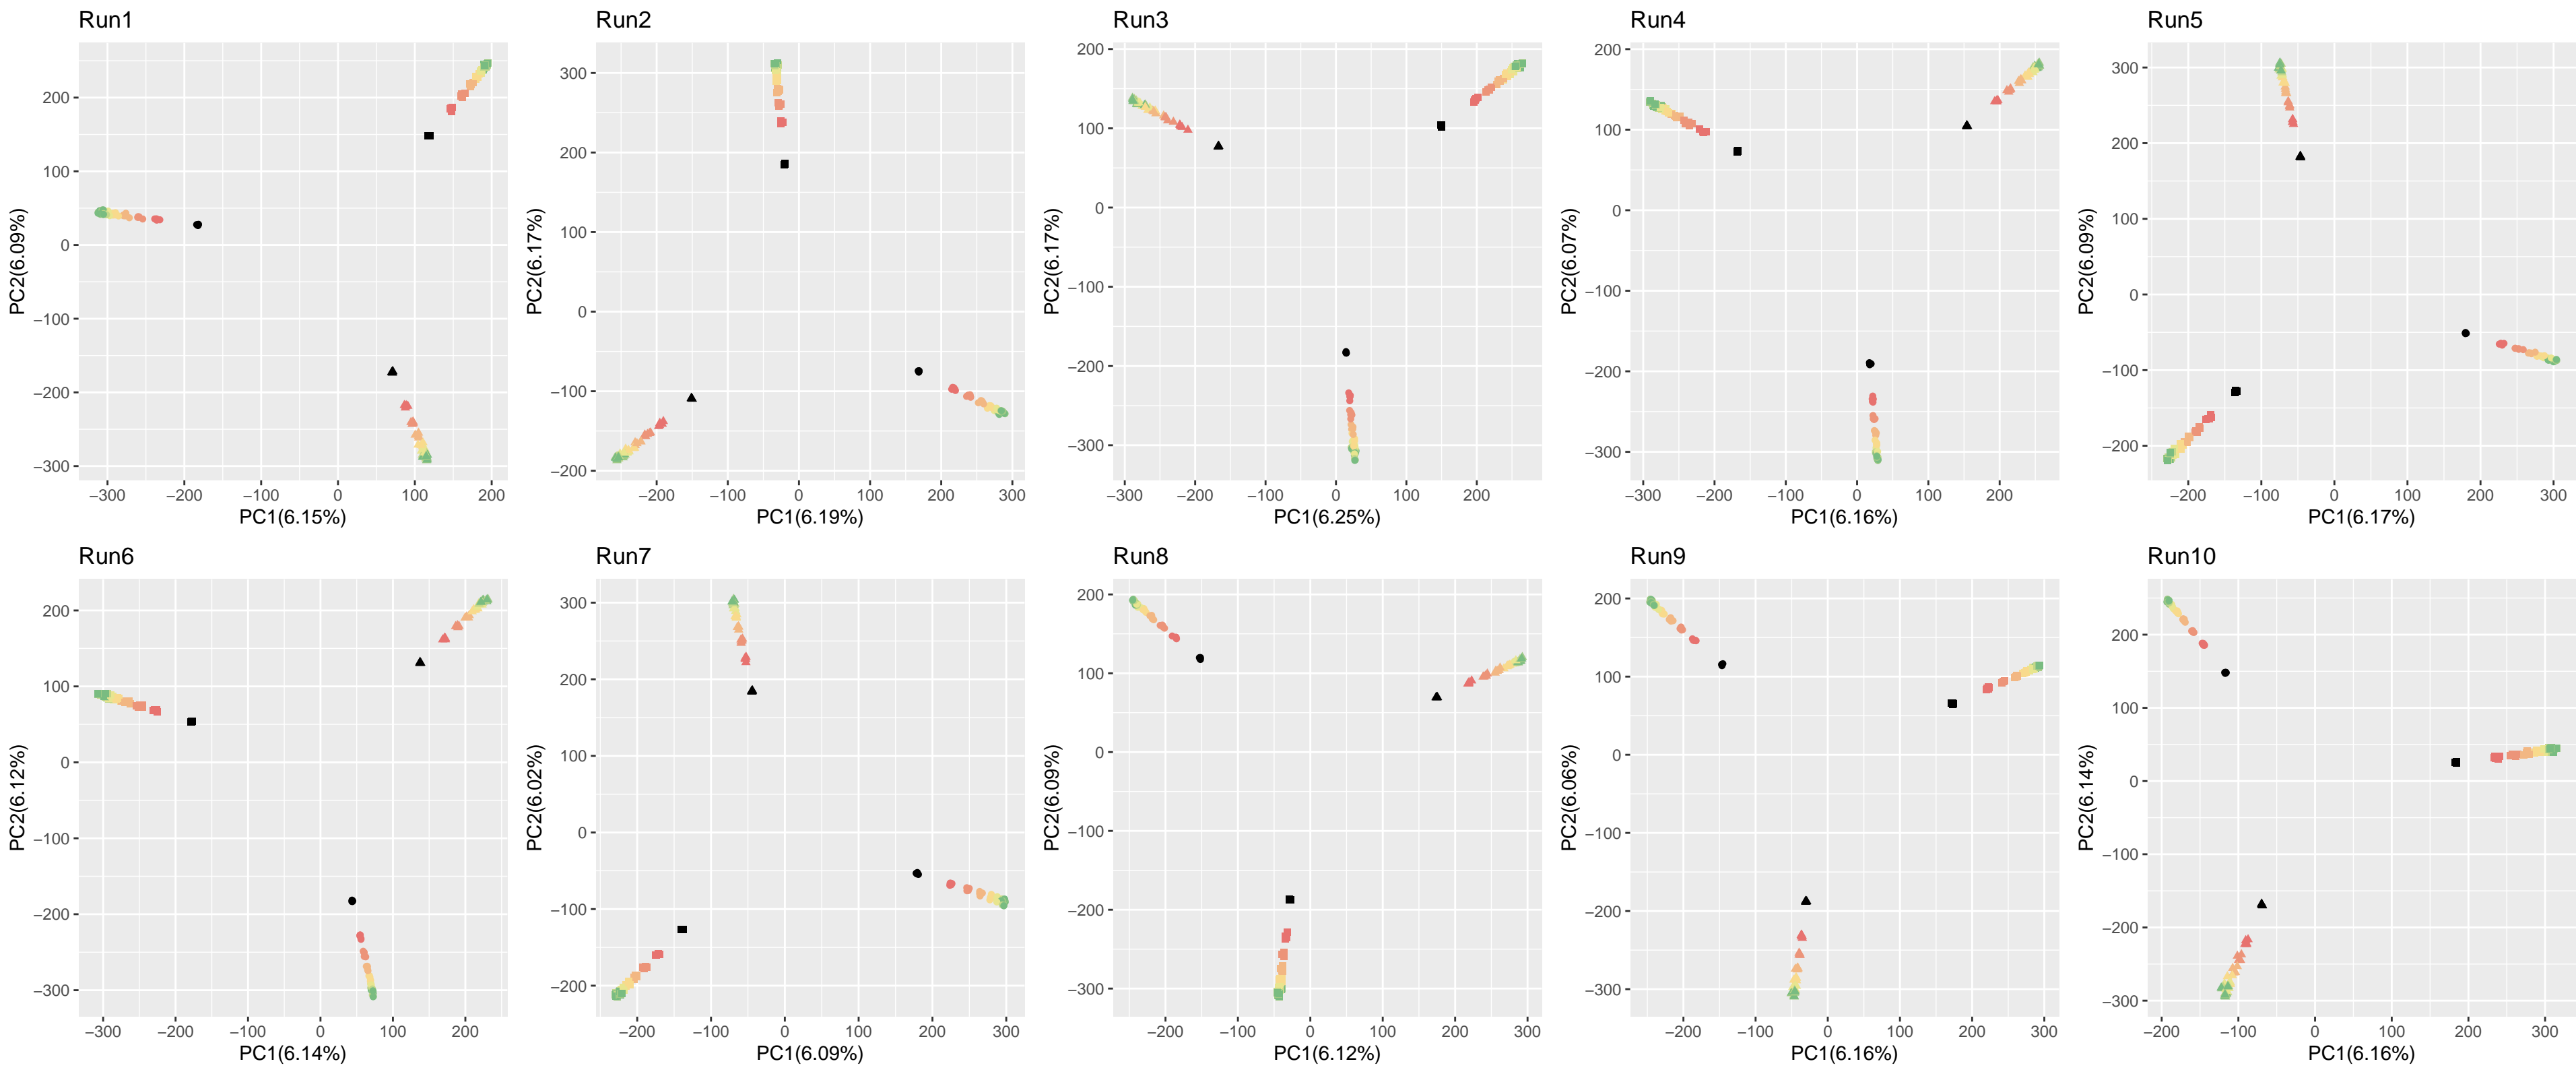 Run1
Run2
Run3
Run4
Run5
200
100
0
−100
−200
−300
PC2(6.09%)
−300 −200 −100 0 100 200
PC1(6.15%)
300
200
100
0
−100
−200
PC2(6.17%)
−200 −100 0 100 200 300
PC1(6.19%)
200
100
0
−100
−200
−300
PC2(6.17%)
−300 −200 −100 0 100 200
PC1(6.25%)
200
100
0
−100
−200
−300
PC2(6.07%)
−300 −200 −100 0 100 200
PC1(6.16%)
300
200
100
0
−100
−200
PC2(6.09%)
−200 −100 0 100 200 300
PC1(6.17%)
Run6
Run7
Run8
Run9
Run10
200
100
0
−100
−200
−300
PC2(6.12%)
−300 −200 −100 0 100 200
PC1(6.14%)
300
200
100
0
−100
−200
PC2(6.02%)
−200 −100 0 100 200 300
PC1(6.09%)
200
100
0
−100
−200
−300
PC2(6.09%)
−200 −100 0 100 200 300
PC1(6.12%)
200
100
0
−100
−200
−300
PC2(6.06%)
−200 −100 0 100 200 300
PC1(6.16%)
200
100
0
−100
−200
−300
PC2(6.14%)
−200 −100 0 100 200 300
PC1(6.16%)